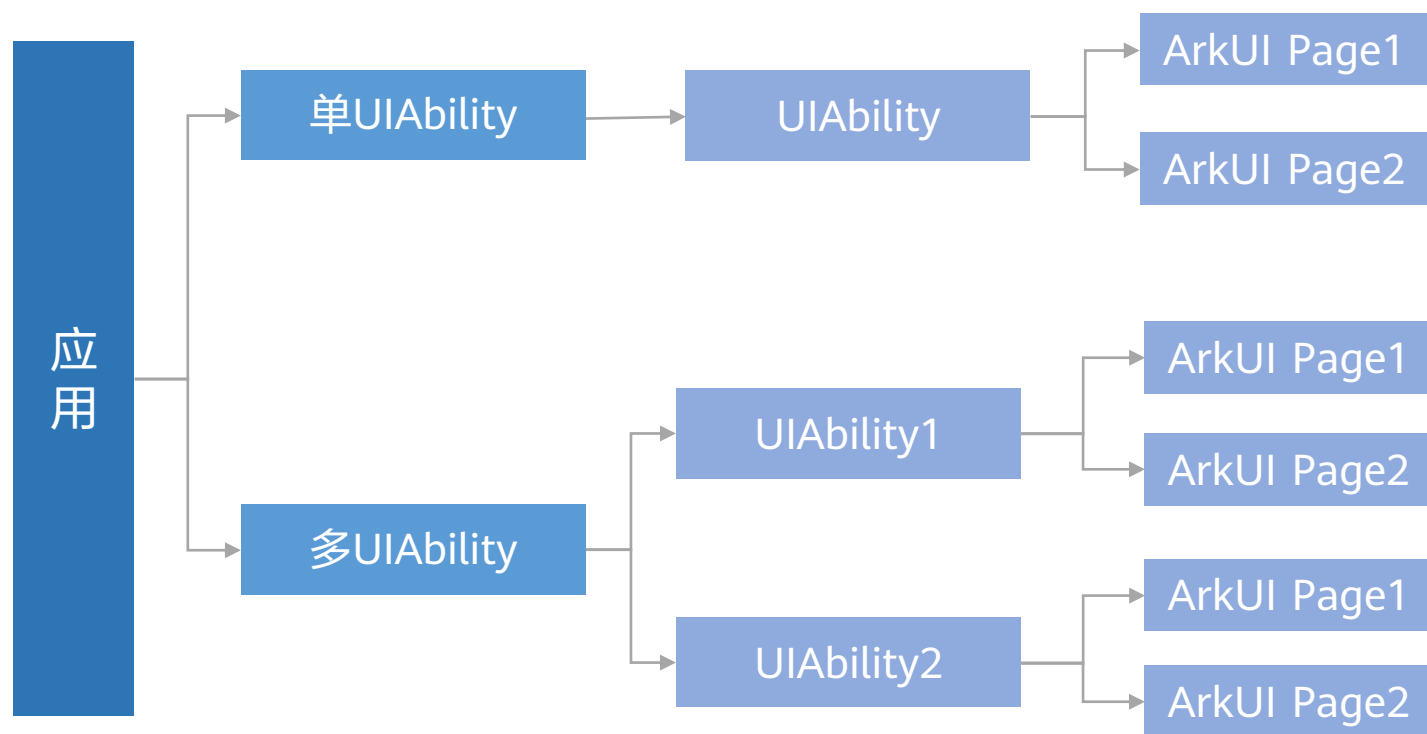 应
用
单UIAbility
UIAbility
ArkUI Page1
ArkUI Page2
多UIAbility
UIAbility1
ArkUI Page1
ArkUI Page2
UIAbility2
ArkUI Page1
ArkUI Page2